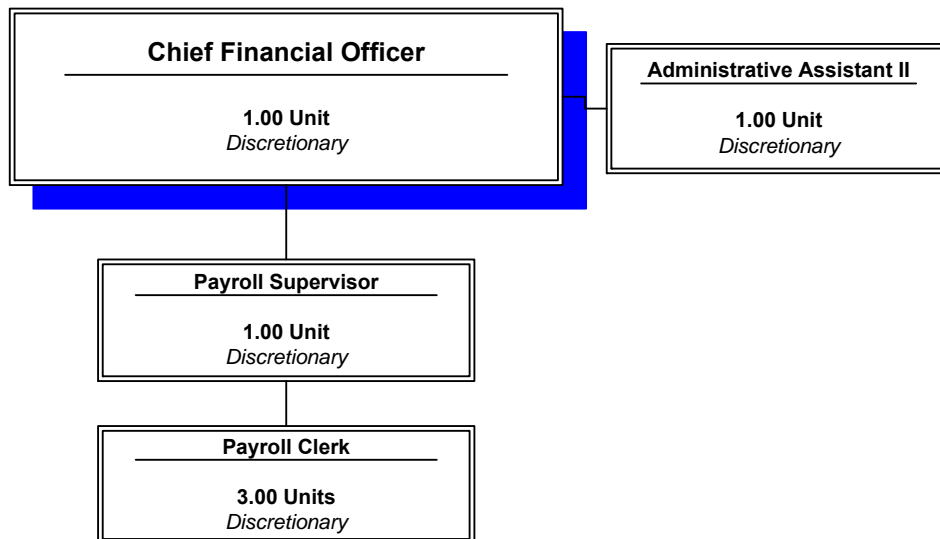 Chief Financial Officer
1.00 Unit
Discretionary
Administrative Assistant II
1.00 Unit
Discretionary
Payroll Supervisor
1.00 Unit
Discretionary
Payroll Clerk
3.00 Units
Discretionary